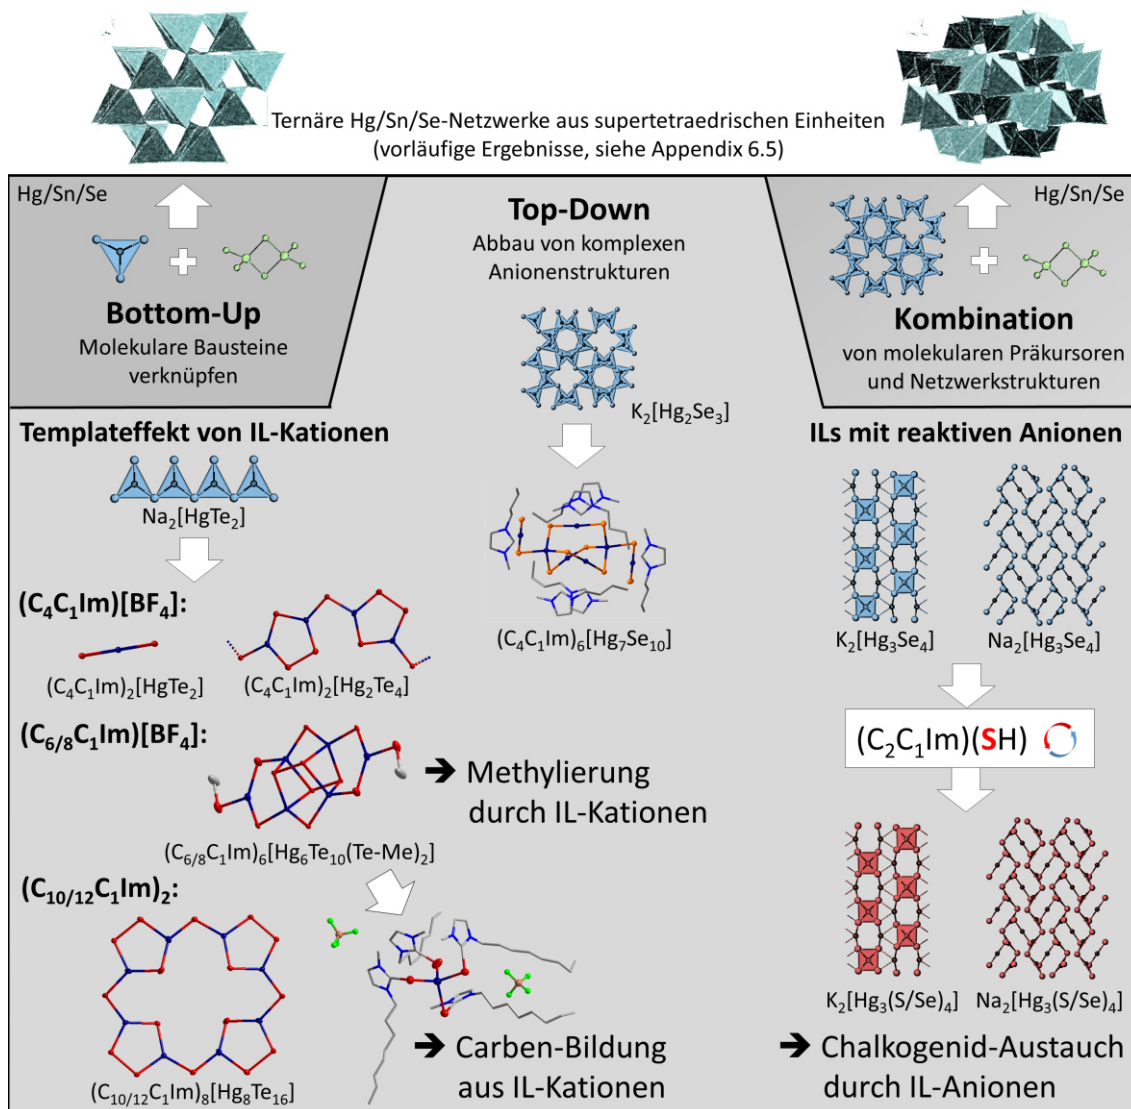 Ternäre Hg/Sn/Se-Netzwerke aus supertetraedrischen Einheiten
(vorläufige Ergebnisse, siehe Appendix 6.5)
Hg/Sn/Se
Bottom-Up
Molekulare Bausteine
verknüpfen
Top-Down
Abbau von komplexen
Anionenstrukturen
K₂[Hg₂Se₃]
Hg/Sn/Se
Kombination
von molekularen Präkursoren
und Netzwerkstrukturen
Templateffekt von IL-Kationen
Na₂[HgTe₂]
(C₄C₁Im)[BF₄]:
(C₄C₁Im)₂[HgTe₂]
(C₄C₁Im)₂[Hg₂Te₄]
(C₆/₈C₁Im)[BF₄]:
(C₆/₈C₁Im)₆[Hg₆Te₁₀(Te-Me)₂]
➔ Methylierung
durch IL-Kationen
(C₁₀/₁₂C₁Im)₂:
(C₁₀/₁₂C₁Im)₈[Hg₈Te₁₆]
➔ Carben-Bildung
aus IL-Kationen
(C₄C₁Im)₆[Hg₇Se₁₀]
ILs mit reaktiven Anionen
K₂[Hg₃Se₄]
Na₂[Hg₃Se₄]
(C₂C₁Im)(SH)
K₂[Hg₃(S/Se)₄]
Na₂[Hg₃(S/Se)₄]
➔ Chalkogenid-Austauch
durch IL-Anionen